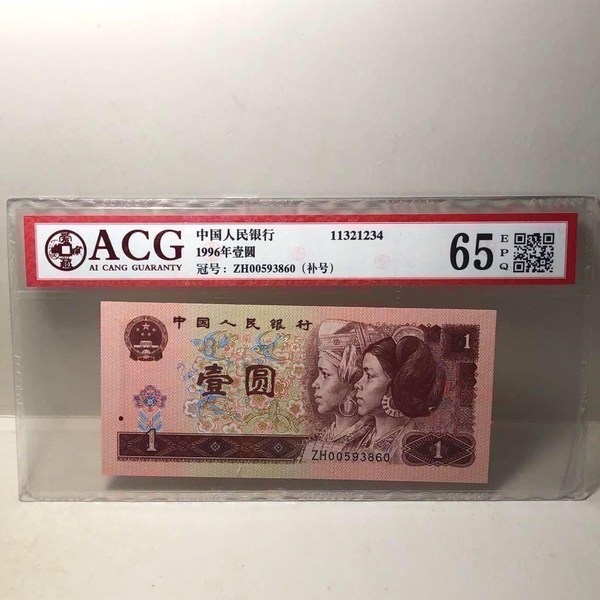 ACG
AI CANG GUARANTY
中国人民银行 11321234
1996年壹圆
冠号：ZH00593860（补号）
65 EPQ
中国人民银行
壹圆
1
1
1
ZH00593860